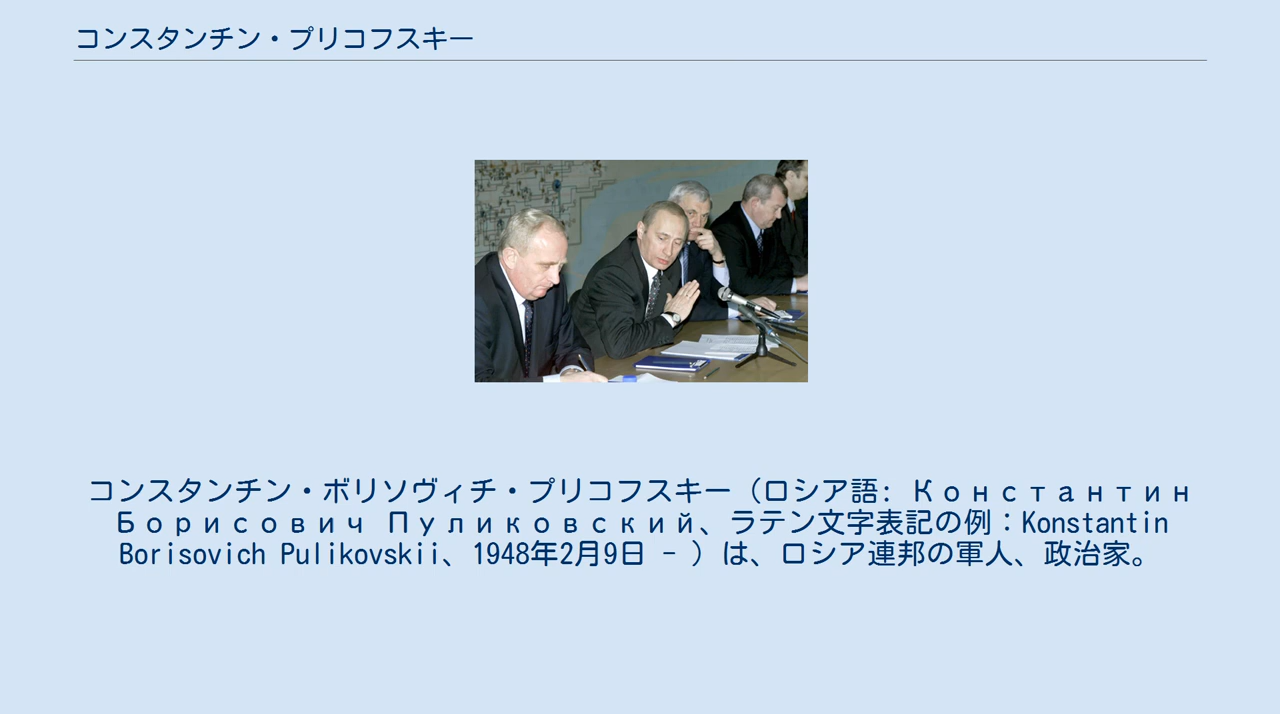 コンスタンチン・プリコフスキー
コンスタンチン・ボリソヴィチ・プリコフスキー（ロシア語: Константин
Борисович Пуликовский、ラテン文字表記の例：Konstantin
Borisovich Pulikovskii、1948年2月9日 - ）は、ロシア連邦の軍人、政治家。